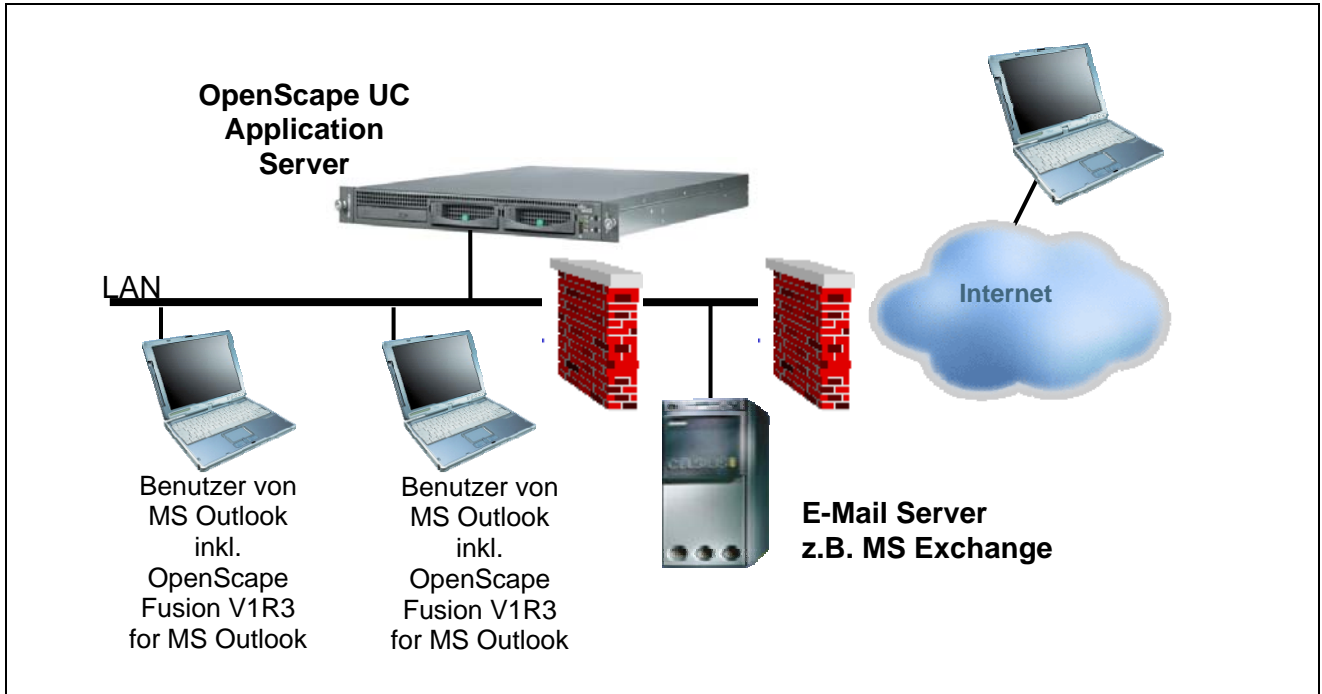 OpenScape UC
Application
Server
Internet
LAN
Benutzer von
MS Outlook
inkl.
OpenScape
Fusion V1R3
for MS Outlook
Benutzer von
MS Outlook
inkl.
OpenScape
Fusion V1R3
for MS Outlook
CELSIUS
E-Mail Server
z.B. MS Exchange